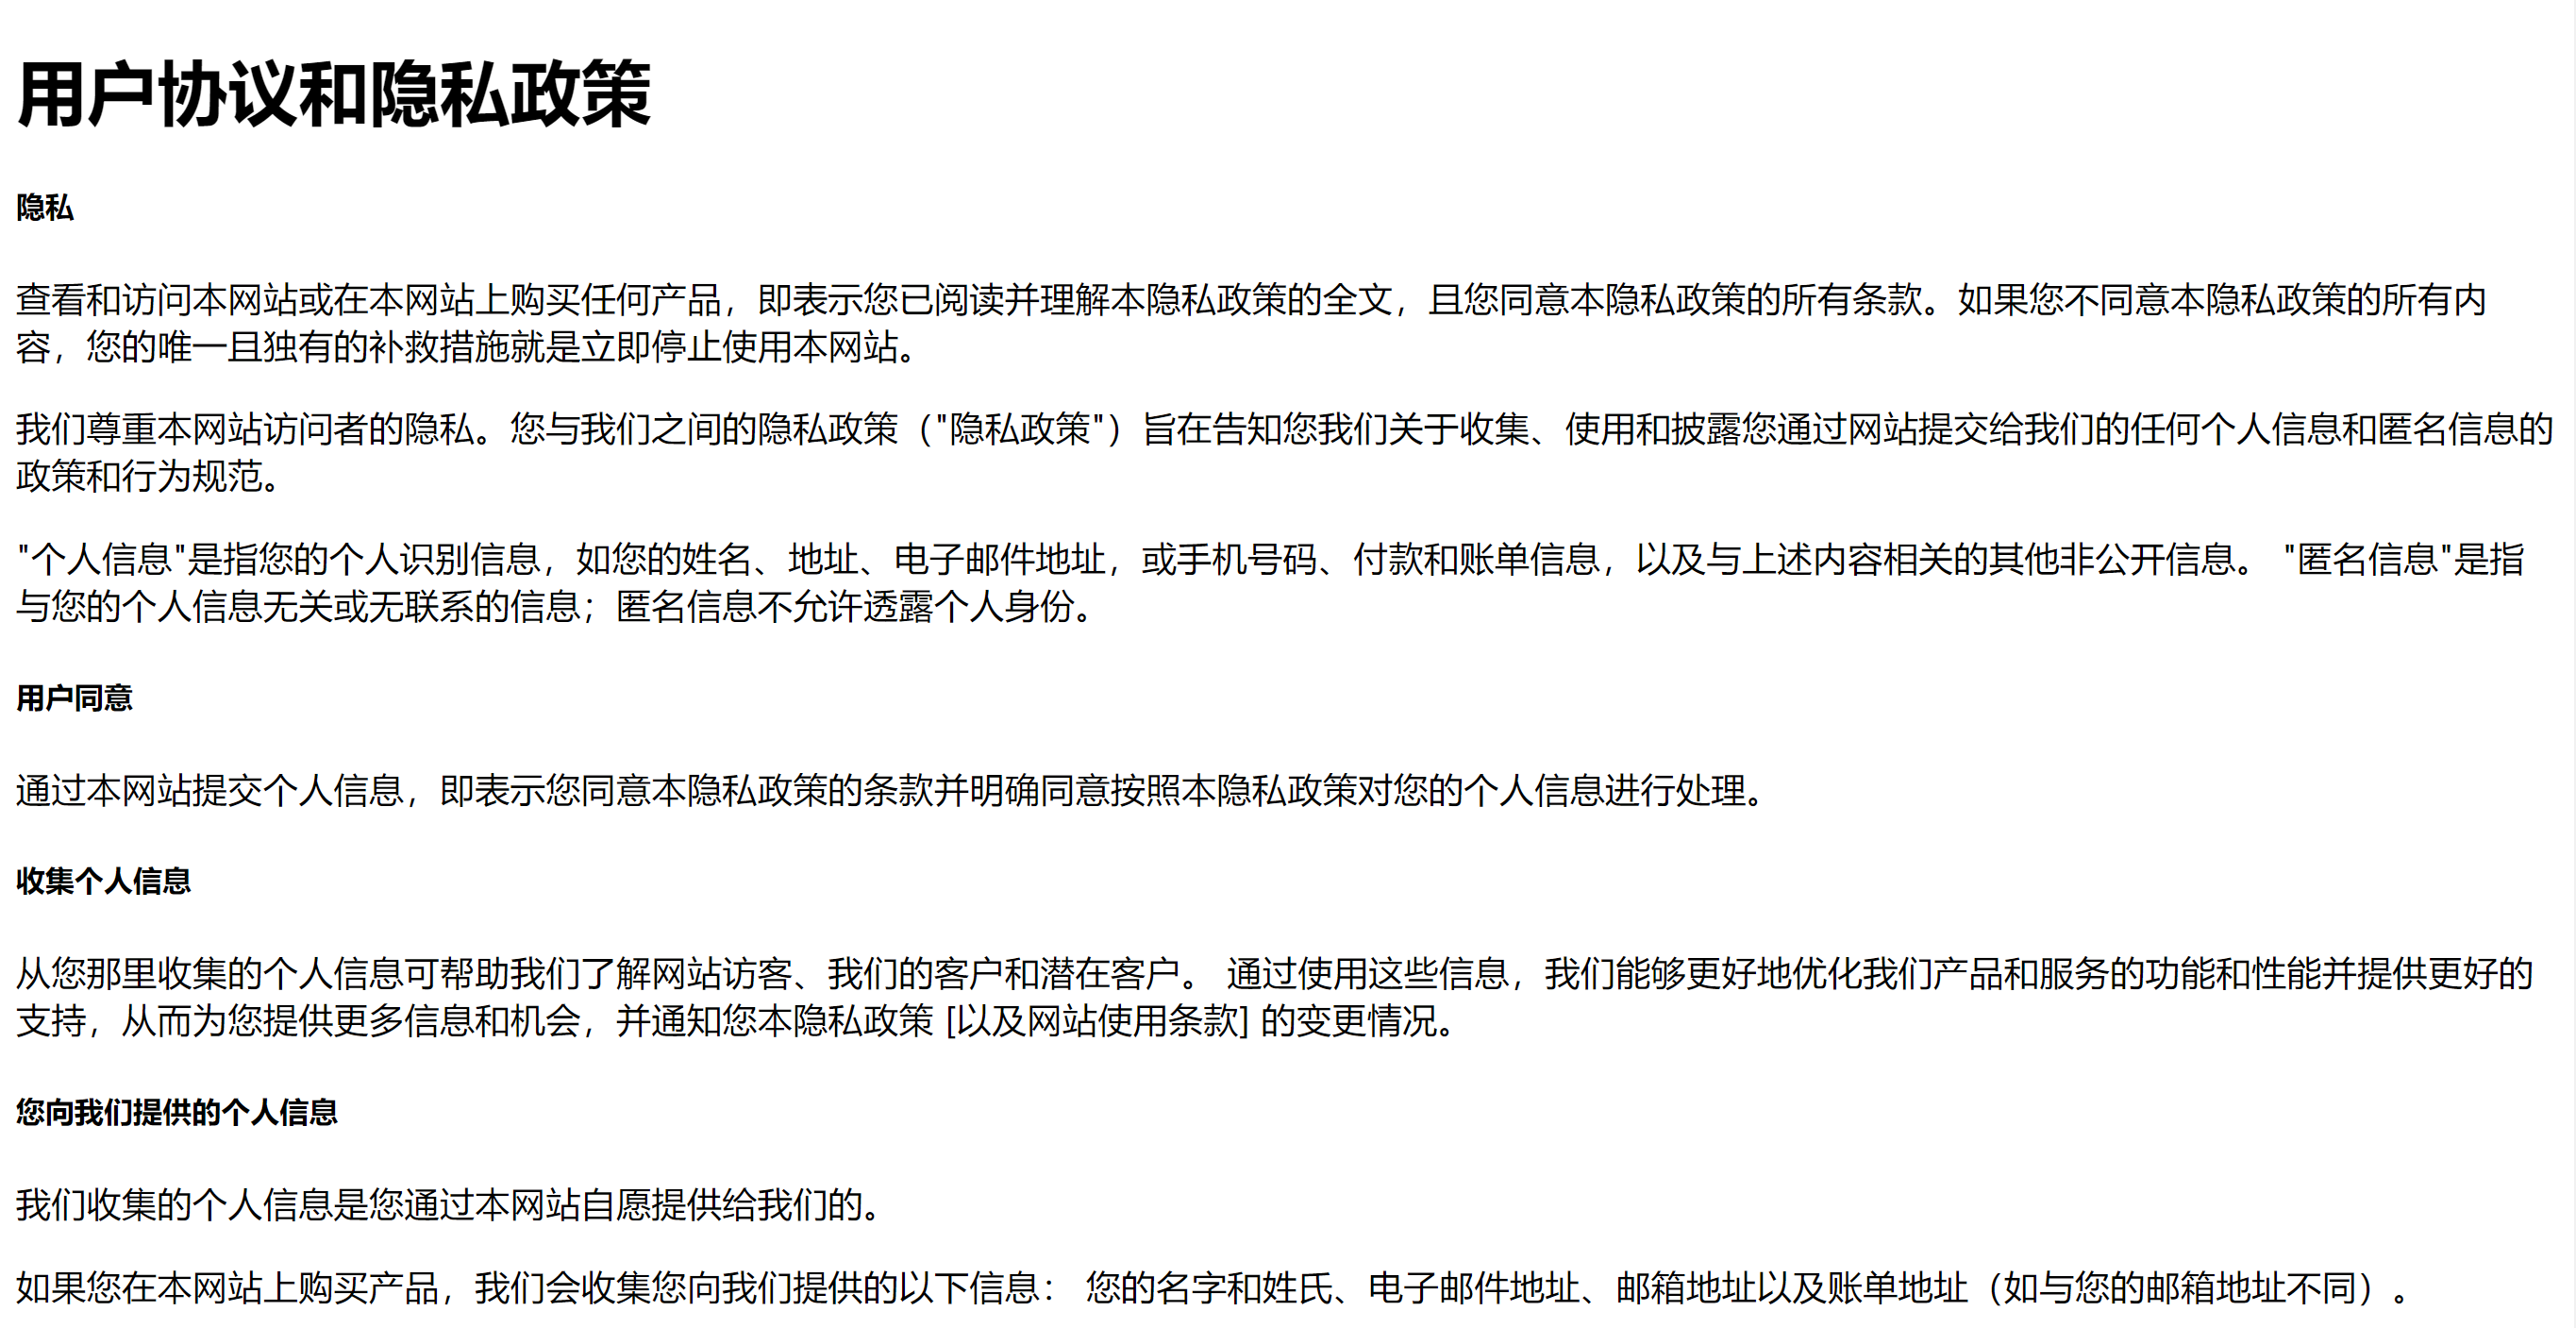 用户协议和隐私政策
隐私
查看和访问本网站或在本网站上购买任何产品，即表示您已阅读并理解本隐私政策的全文，且您同意本隐私政策的所有条款。如果您不同意本隐私政策的所有内
容，您的唯一且独有的补救措施就是立即停止使用本网站。
我们尊重本网站访问者的隐私。您与我们之间的隐私政策（"隐私政策"）旨在告知您我们关于收集、使用和披露您通过网站提交给我们的任何个人信息和匿名信息的
政策和行为规范。
"个人信息"是指您的个人识别信息，如您的姓名、地址、电子邮件地址，或手机号码、付款和账单信息，以及与上述内容相关的其他非公开信息。 "匿名信息"是指
与您的个人信息无关或无联系的信息；匿名信息不允许透露个人身份。
用户同意
通过本网站提交个人信息，即表示您同意本隐私政策的条款并明确同意按照本隐私政策对您的个人信息进行处理。
收集个人信息
从您那里收集的个人信息可帮助我们了解网站访客、我们的客户和潜在客户。 通过使用这些信息，我们能够更好地优化我们产品和服务的功能和性能并提供更好的
支持，从而为您提供更多信息和机会，并通知您本隐私政策 [以及网站使用条款] 的变更情况。
您向我们提供的个人信息
我们收集的个人信息是您通过本网站自愿提供给我们的。
如果您在本网站上购买产品，我们会收集您向我们提供的以下信息： 您的名字和姓氏、电子邮件地址、邮箱地址以及账单地址（如与您的邮箱地址不同）。